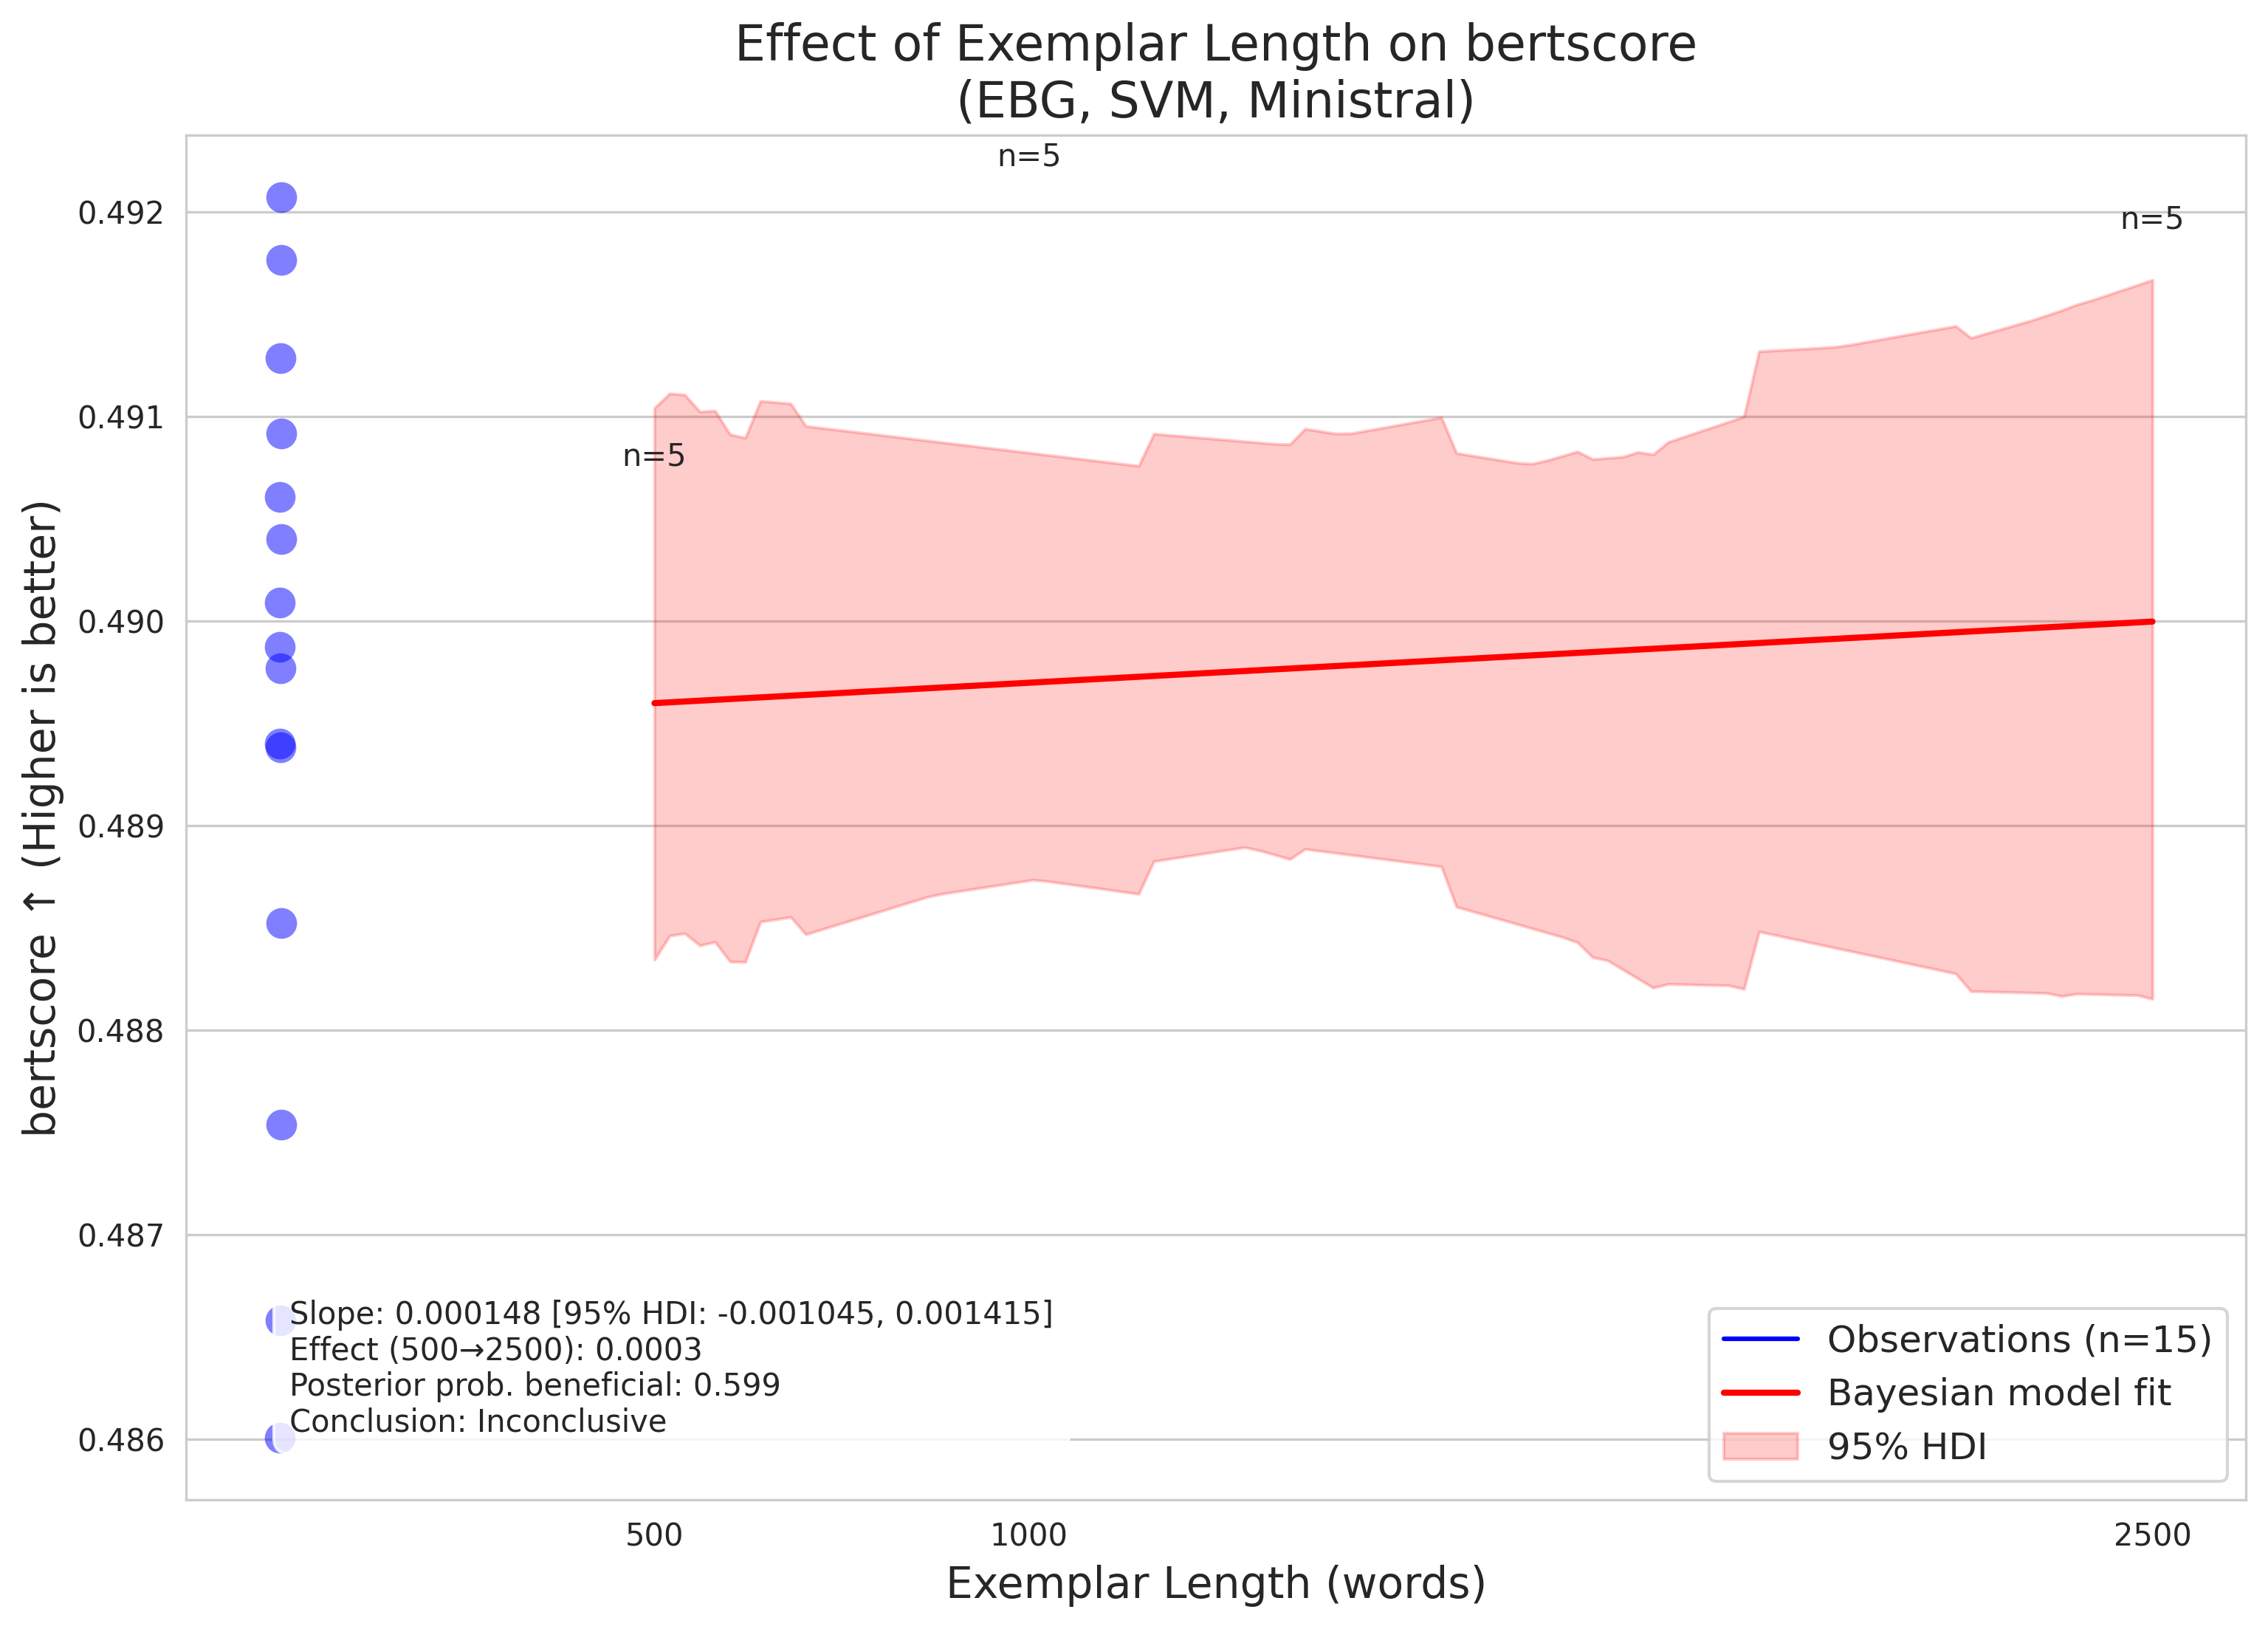 Effect of Exemplar Length on bertscore
(EBG, SVM, Ministral)
n=5
n=5
n=5
0.492
0.491
0.490
0.489
0.488
0.487
0.486
bertscore ↑ (Higher is better)
Slope: 0.000148 [95% HDI: -0.001045, 0.001415]
Effect (500→2500): 0.0003
Posterior prob. beneficial: 0.599
Conclusion: Inconclusive
Observations (n=15)
Bayesian model fit
95% HDI
500
1000
2500
Exemplar Length (words)